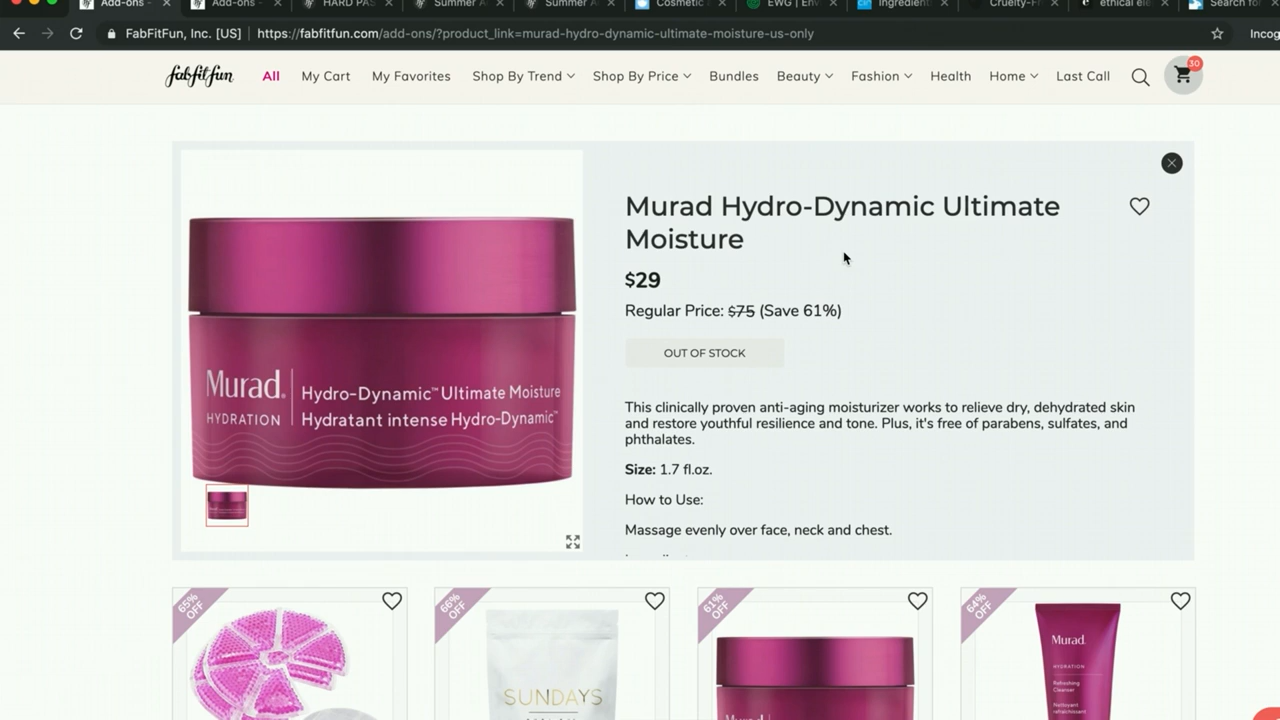 Add-ons -
Add-ons -
HARD PAS
Summer A
Summer A
Cosmetic
EWG | Env
Ingredient
Cruelty-Fr
ethical ele
Search fo
FabFitFun, Inc. [US] https://fabfitfun.com/add-ons/?product_link=murad-hydro-dynamic-ultimate-moisture-us-only
Incog
fabfitfun All My Cart My Favorites Shop By Trend Shop By Price Bundles Beauty Fashion Health Home Last Call 30
Murad Hydro-Dynamic Ultimate
Moisture
$29
Regular Price: $75 (Save 61%)
OUT OF STOCK
This clinically proven anti-aging moisturizer works to relieve dry, dehydrated skin
and restore youthful resilience and tone. Plus, it's free of parabens, sulfates, and
phthalates.
Size: 1.7 fl.oz.
How to Use:
Massage evenly over face, neck and chest.
Murad. Hydro-Dynamic™ Ultimate Moisture
HYDRATION Hydratant intense Hydro-Dynamic™
65%
OFF
66%
OFF
SUNDAYS
61%
OFF
Murad
64%
OFF
Murad.
HYDRATION
Refreshing
Cleanser
Nettoyant
rafraîchissant